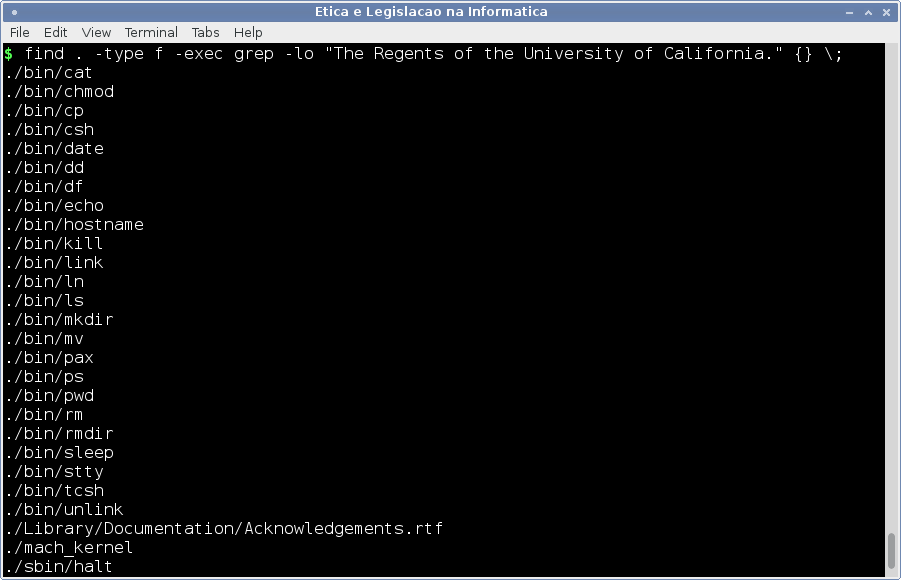 Etica e Legislacao na Informatica
File Edit View Terminal Tabs Help
$ find . -type f -exec grep -lo "The Regents of the University of California." {} \;
./bin/cat
./bin/chmod
./bin/cp
./bin/csh
./bin/date
./bin/dd
./bin/df
./bin/echo
./bin/hostname
./bin/kill
./bin/link
./bin/ln
./bin/ls
./bin/mkdir
./bin/mv
./bin/pax
./bin/ps
./bin/pwd
./bin/rm
./bin/rmdir
./bin/sleep
./bin/stty
./bin/tcsh
./bin/unlink
./Library/Documentation/Acknowledgements.rtf
./mach_kernel
./sbin/halt